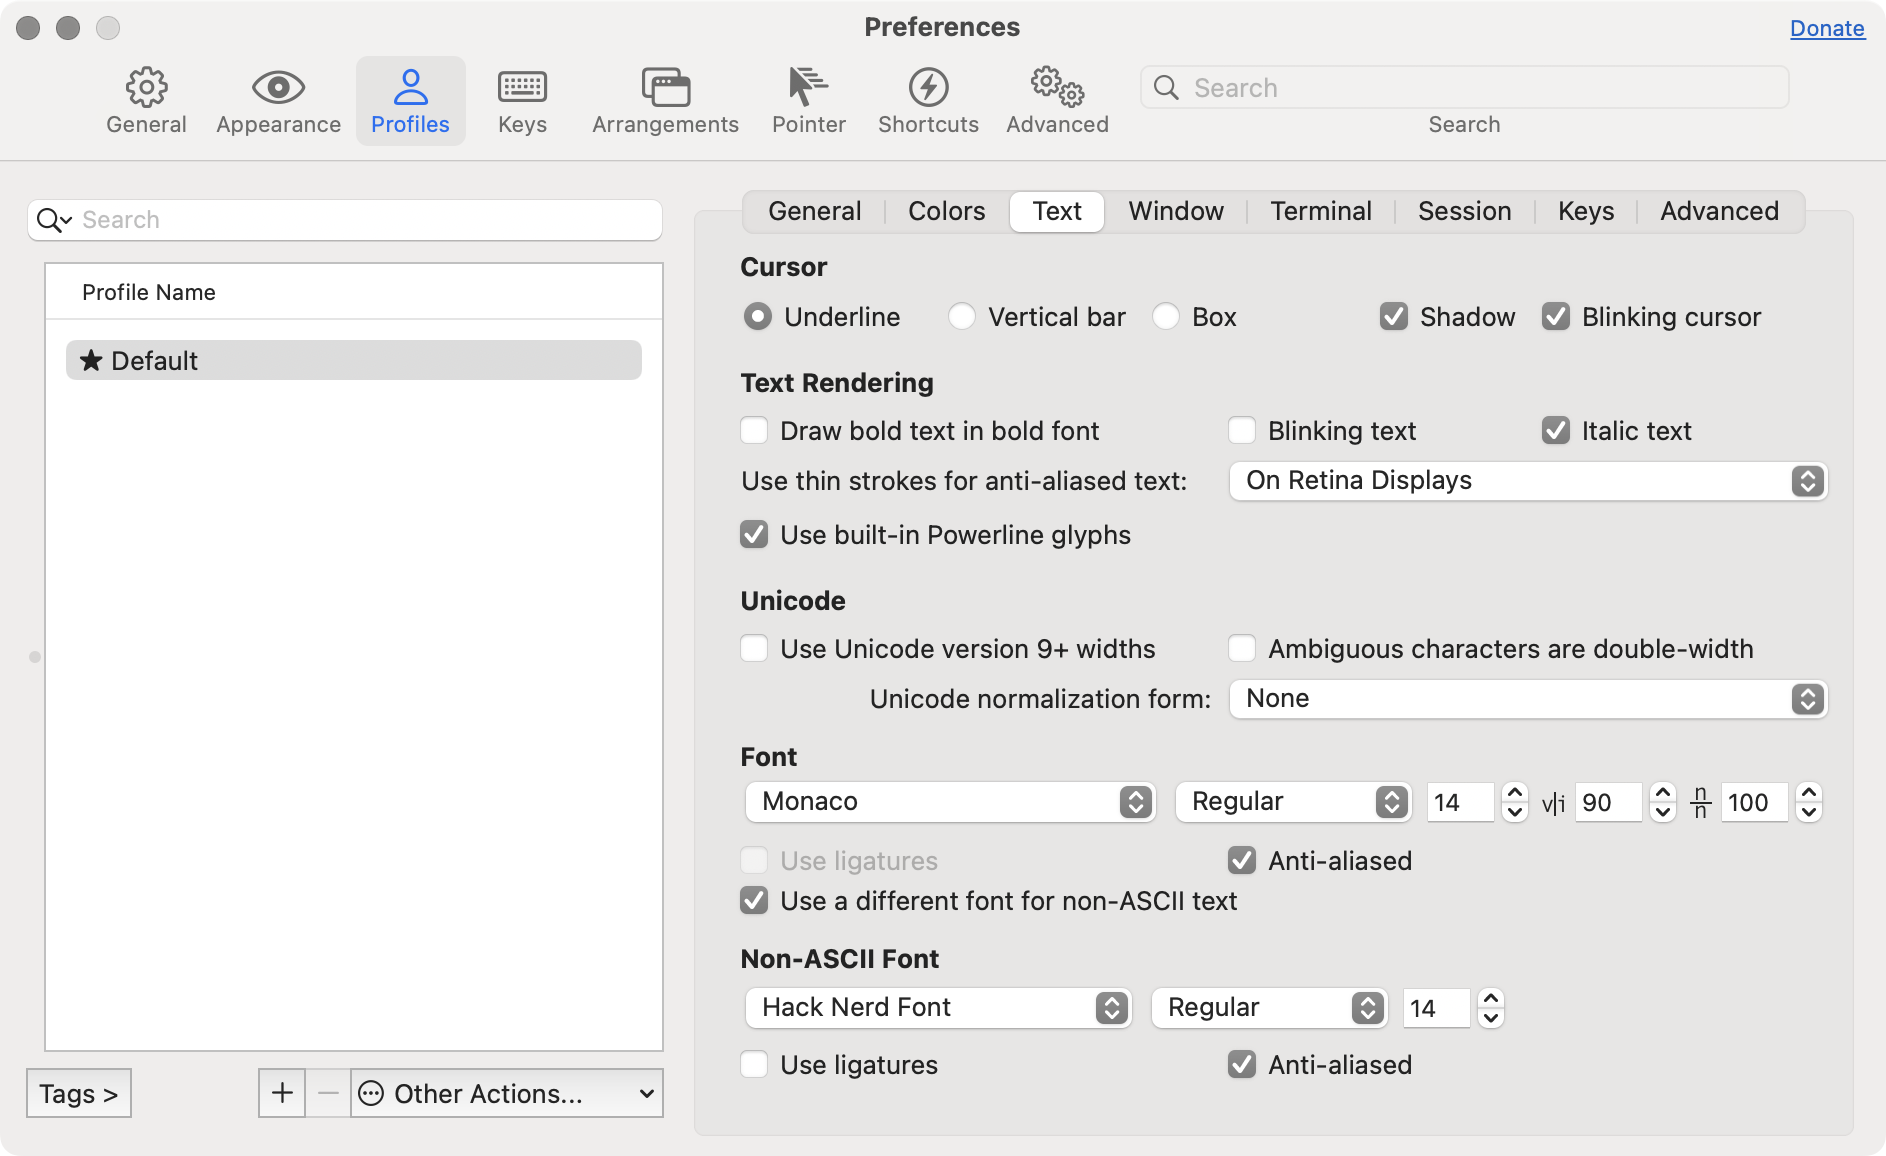 Preferences
Donate
General Appearance Profiles Keys Arrangements Pointer Shortcuts Advanced Search
Search
Search
Profile Name
Default
Tags >
+ − Other Actions...
General Colors Text Window Terminal Session Keys Advanced
Cursor
Underline Vertical bar Box Shadow Blinking cursor
Text Rendering
Draw bold text in bold font Blinking text Italic text
Use thin strokes for anti-aliased text: On Retina Displays
Use built-in Powerline glyphs
Unicode
Use Unicode version 9+ widths Ambiguous characters are double-width
Unicode normalization form: None
Font
Monaco Regular 14 v|i 90 n/n 100
Use ligatures Anti-aliased
Use a different font for non-ASCII text
Non-ASCII Font
Hack Nerd Font Regular 14
Use ligatures Anti-aliased